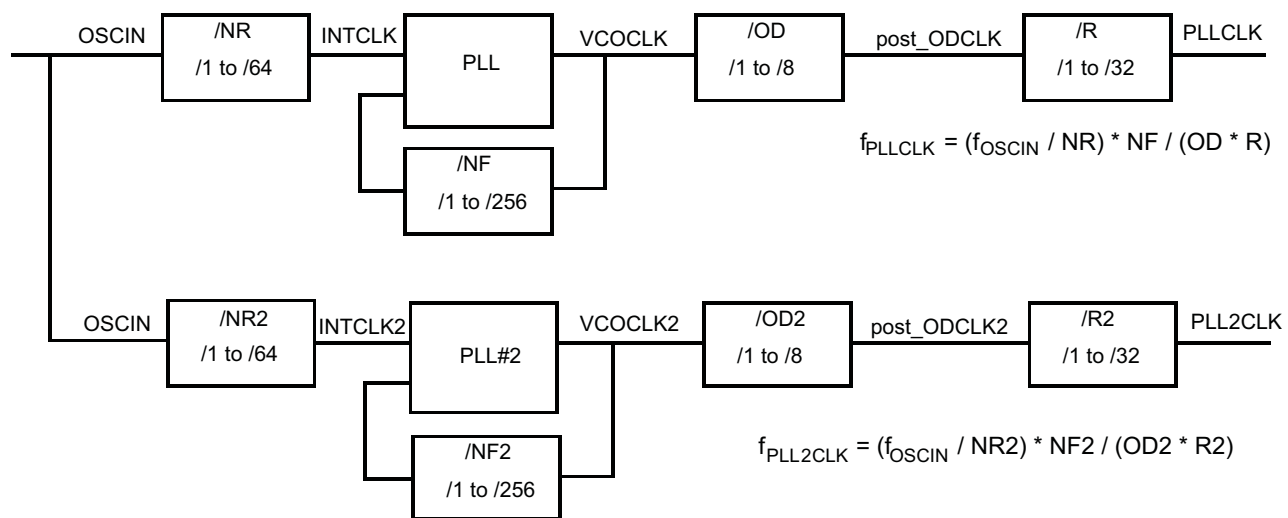 OSCIN
/NR
/1 to /64
INTCLK
PLL
VCOCLK
/OD
/1 to /8
post_ODCLK
/R
/1 to /32
PLLCLK
/NF
/1 to /256
fPLLCLK = (fOSCIN / NR) * NF / (OD * R)
OSCIN
/NR2
/1 to /64
INTCLK2
PLL#2
VCOCLK2
/OD2
/1 to /8
post_ODCLK2
/R2
/1 to /32
PLL2CLK
/NF2
/1 to /256
fPLL2CLK = (fOSCIN / NR2) * NF2 / (OD2 * R2)